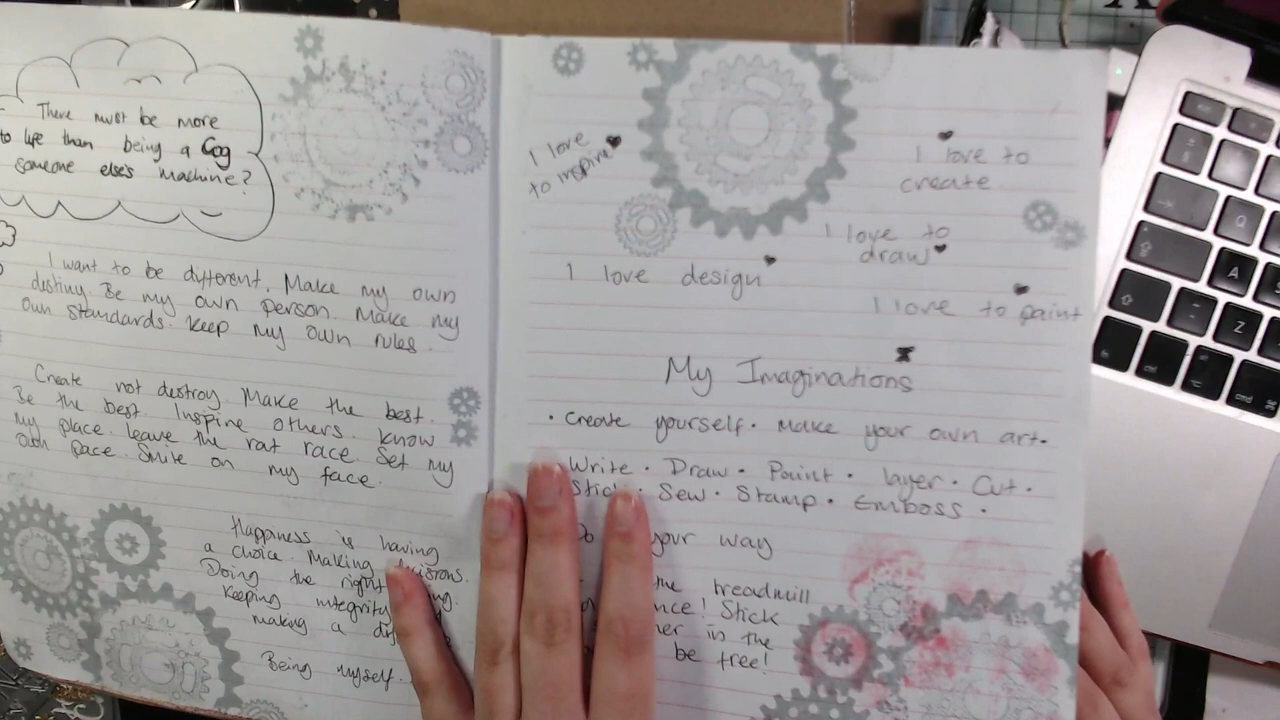 There must be more
to life than being a Cog
someone else's machine?
I want to be different. Make my own
destiny. Be my own person. Make my
own standards. Keep my own rules.
Create not destroy. Make the best.
Be the best. Inspire others. Know
my place. Leave the rat race. Set my
own pace. Smile on my face.
Happiness is having
a choice. Making
Doing the right
Keeping integrity
making a
Being myself.
I love
to inspire
I love to
create
I love to
draw
I love design
I love to paint
My Imaginations
• Create yourself • make your own art •
Write • Draw • Paint • layer • Cut •
Stick • Sew • Stamp • Emboss •
Do your way
the treadmill
Stick
in the
be free!
Q
A
Z
ctrl
cmd